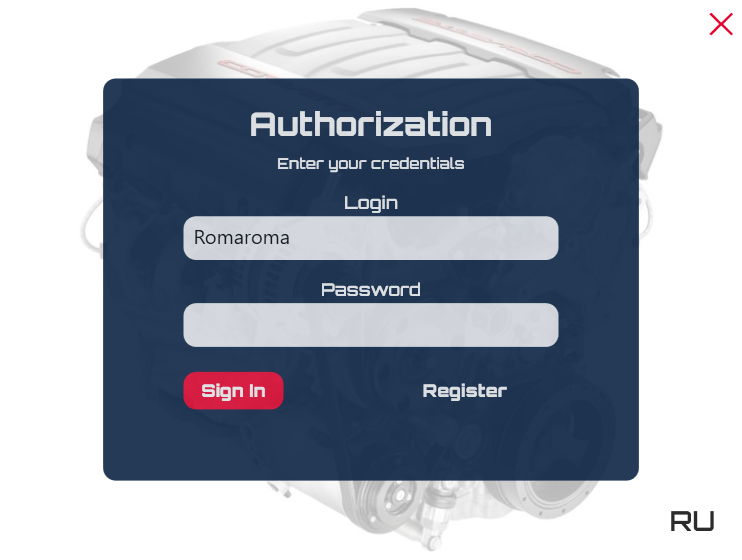 Authorization
Enter your credentials
Login
Romaroma
Password
Sign In
Register
RU